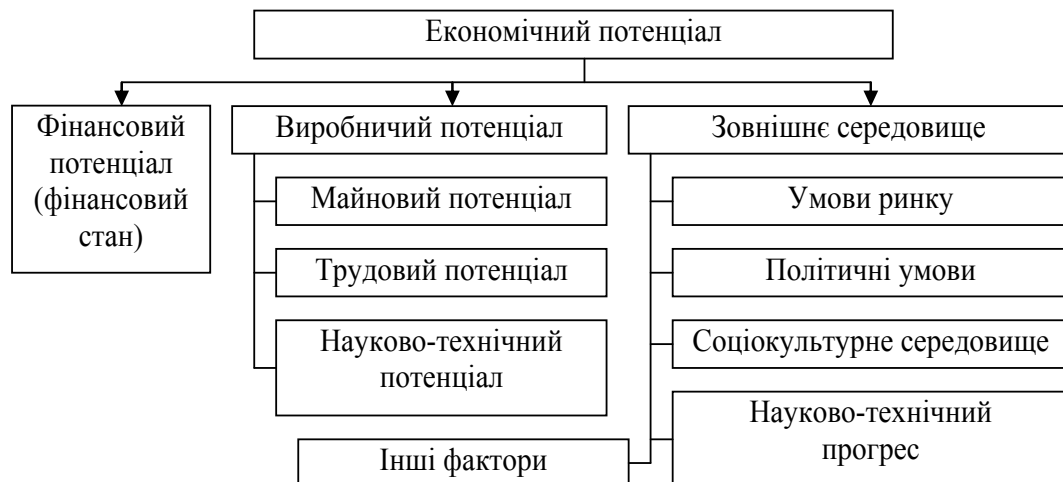 Економічний потенціал
Фінансовий
потенціал
(фінансовий
стан)
Виробничий потенціал
Майновий потенціал
Трудовий потенціал
Науково-технічний
потенціал
Зовнішнє середовище
Умови ринку
Політичні умови
Соціокультурне середовище
Науково-технічний
прогрес
Інші фактори